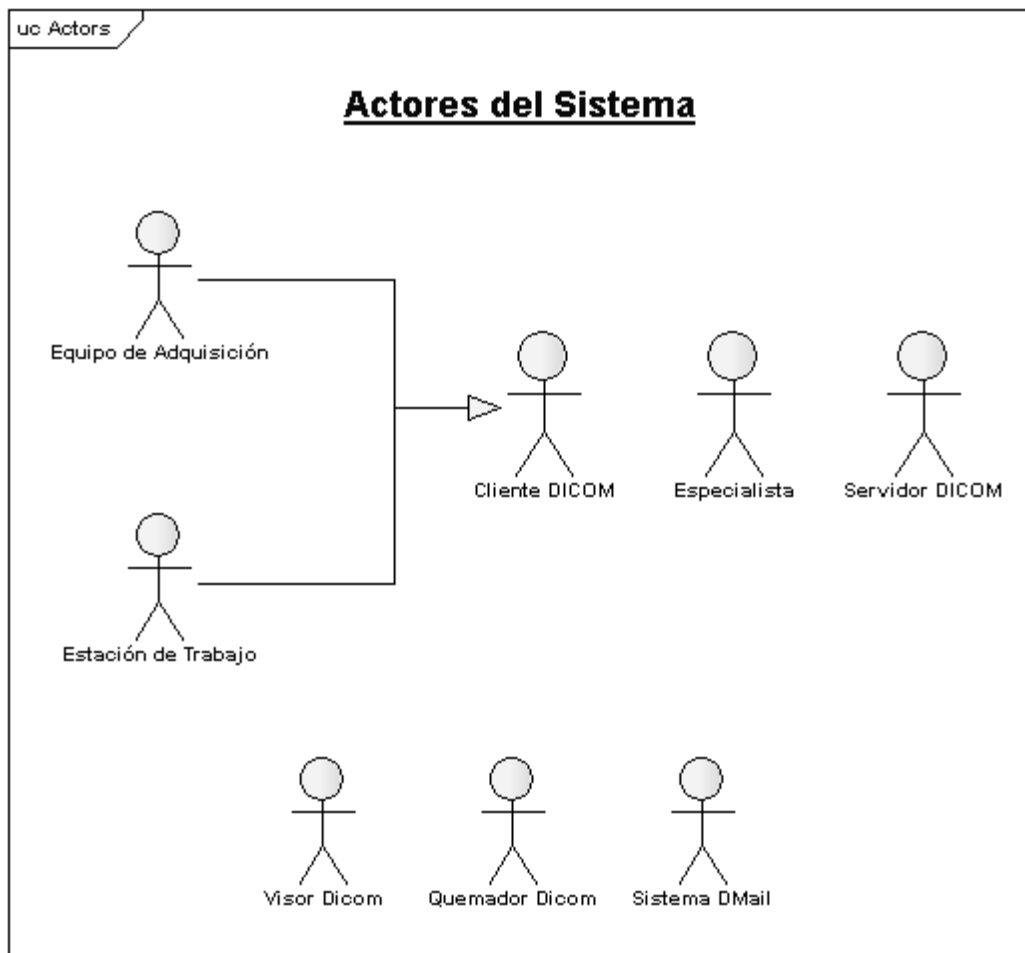 uc Actors
Actores del Sistema
Equipo de Adquisición
Cliente DICOM
Especialista
Servidor DICOM
Estación de Trabajo
Visor Dicom
Quemador Dicom
Sistema DMail